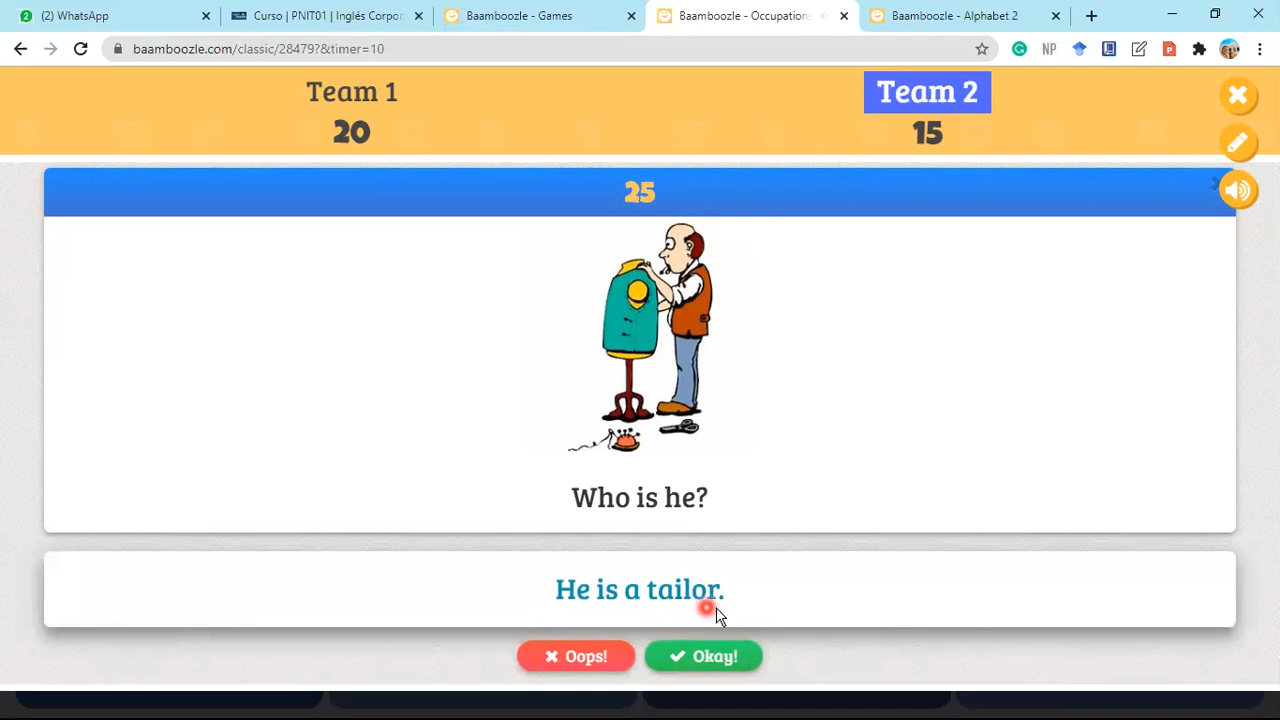 (2) WhatsApp
Curso | PNIT01 | Inglés Corpor
Baamboozle - Games
Baamboozle - Occupation
Baamboozle - Alphabet 2
baamboozle.com/classic/28479?&timer=10
NP
Team 1
Team 2
20
15
25
Who is he?
He is a tailor.
Oops!
Okay!